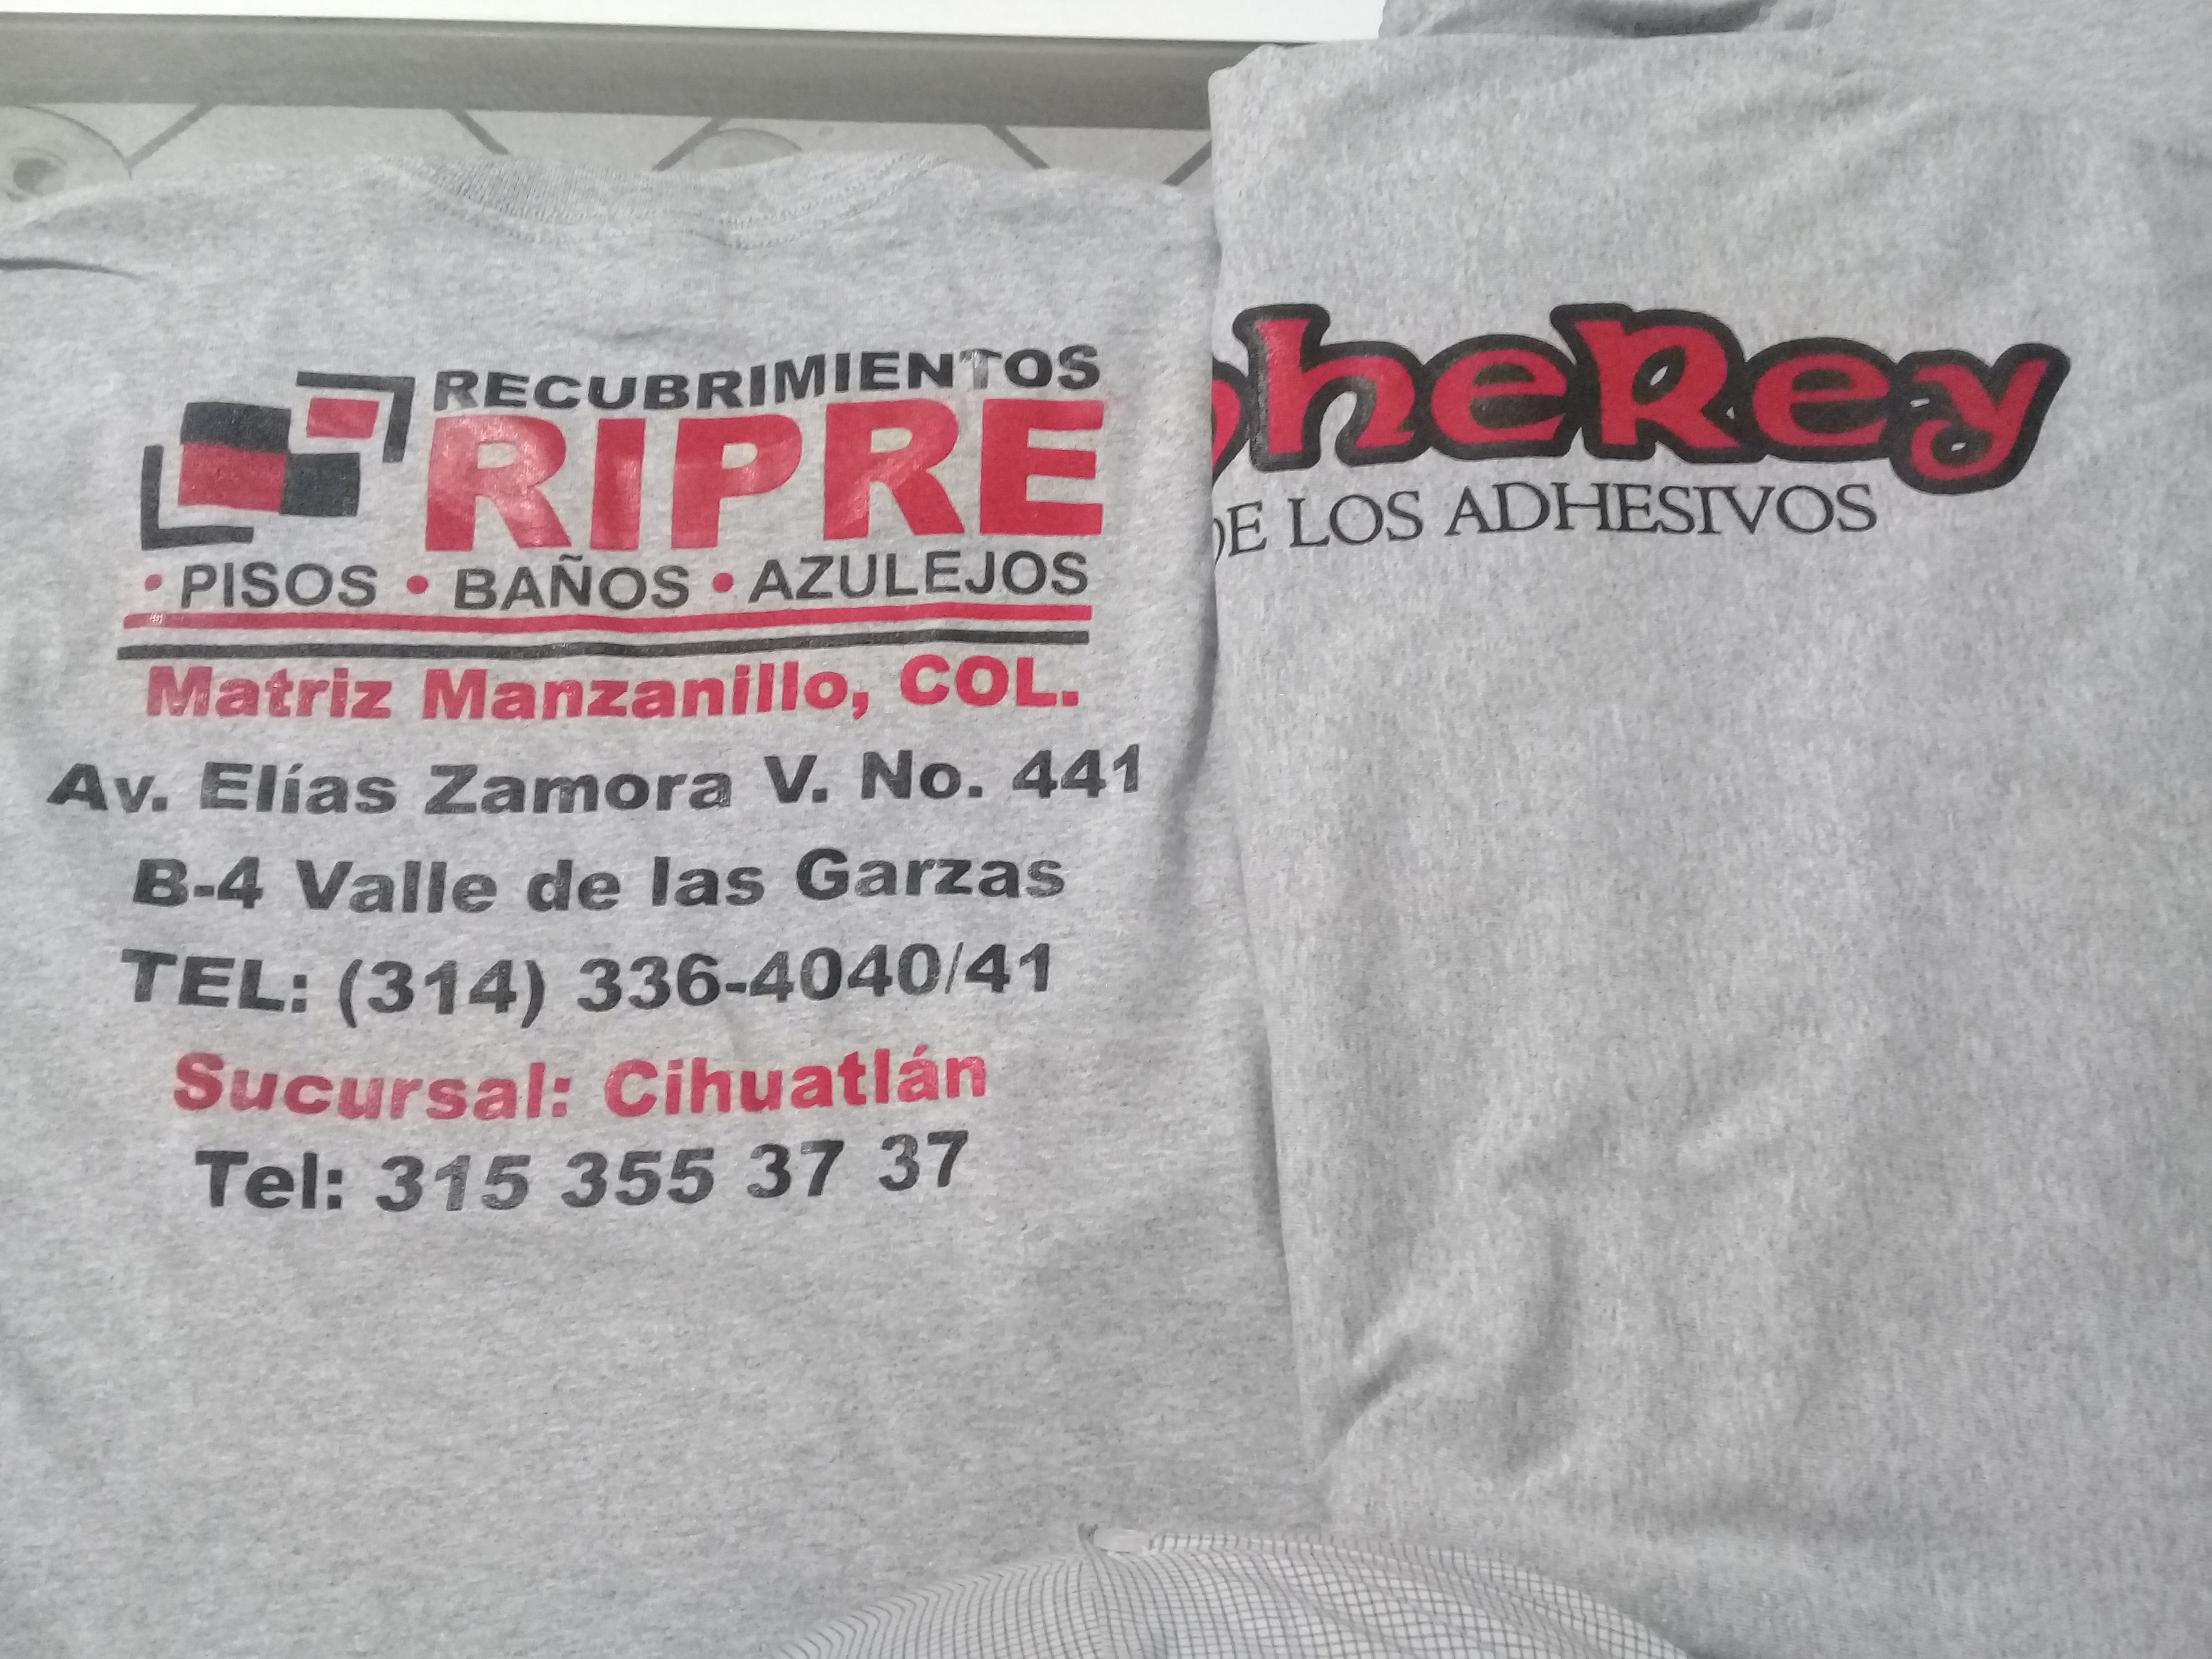 RECUBRIMIENTOS
RIPRE
• PISOS • BAÑOS • AZULEJOS
Matriz Manzanillo, COL.
Av. Elías Zamora V. No. 441
B-4 Valle de las Garzas
TEL: (314) 336-4040/41
Sucursal: Cihuatlán
Tel: 315 355 37 37
heRey
DE LOS ADHESIVOS